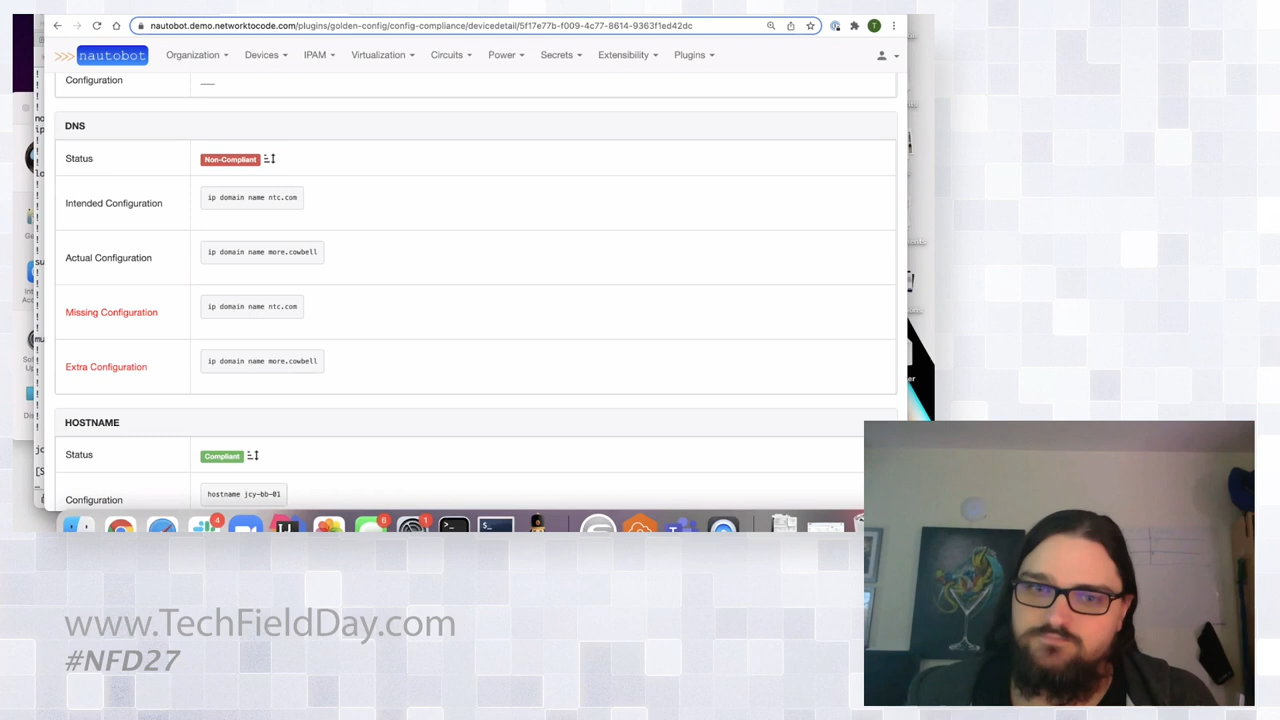 nautobot.demo.networktocode.com/plugins/golden-config/config-compliance/devicedetail/5f17e77b-f009-4c77-8614-9363f1ed42dc
T
>>> nautobot Organization Devices IPAM Virtualization Circuits Power Secrets Extensibility Plugins
Configuration
DNS
Status Non-Compliant
Intended Configuration ip domain name ntc.com
Actual Configuration ip domain name more.cowbell
Missing Configuration ip domain name ntc.com
Extra Configuration ip domain name more.cowbell
HOSTNAME
Status Compliant
Configuration hostname jcy-bb-01
4 6 1
www.TechFieldDay.com
#NFD27